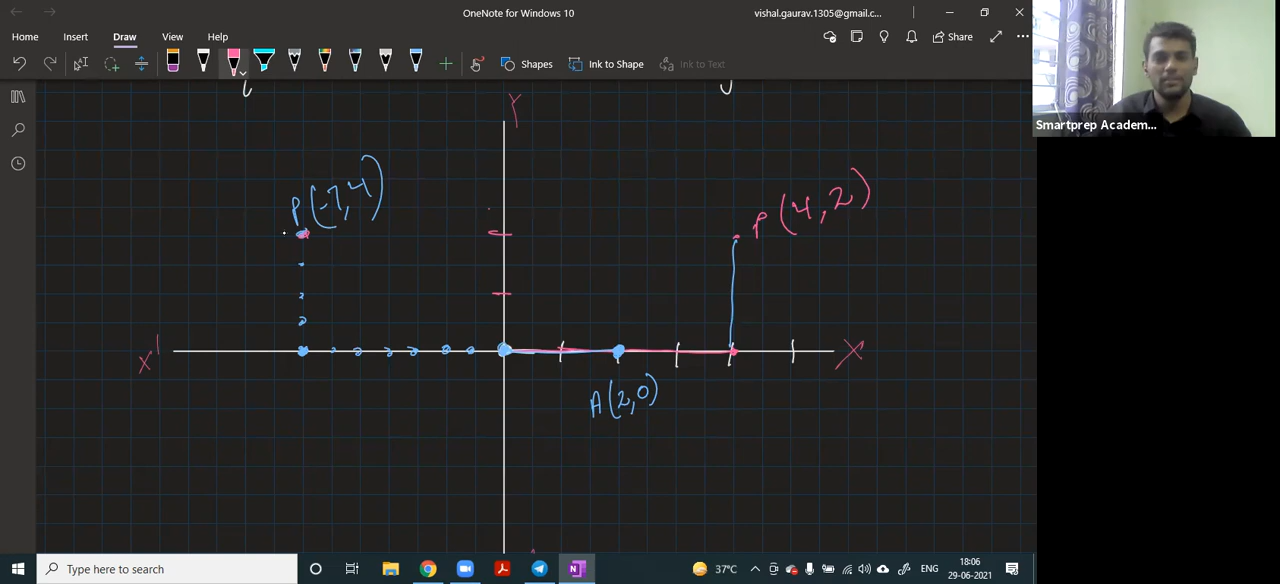 OneNote for Windows 10
vishal.gaurav.1305@gmail.c...
Home Insert Draw View Help
Share
Shapes Ink to Shape Ink to Text
Smartprep Academ...
Y
P(-7,4)
P(4,2)
X'
X
A(2,0)
Type here to search
37°C
ENG
18:06
29-06-2021